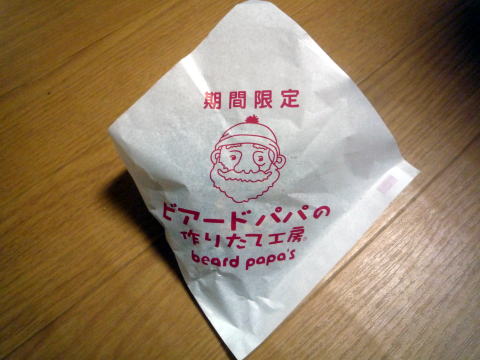 期間限定
ビアードパパの
作りたて工房
beard papa's